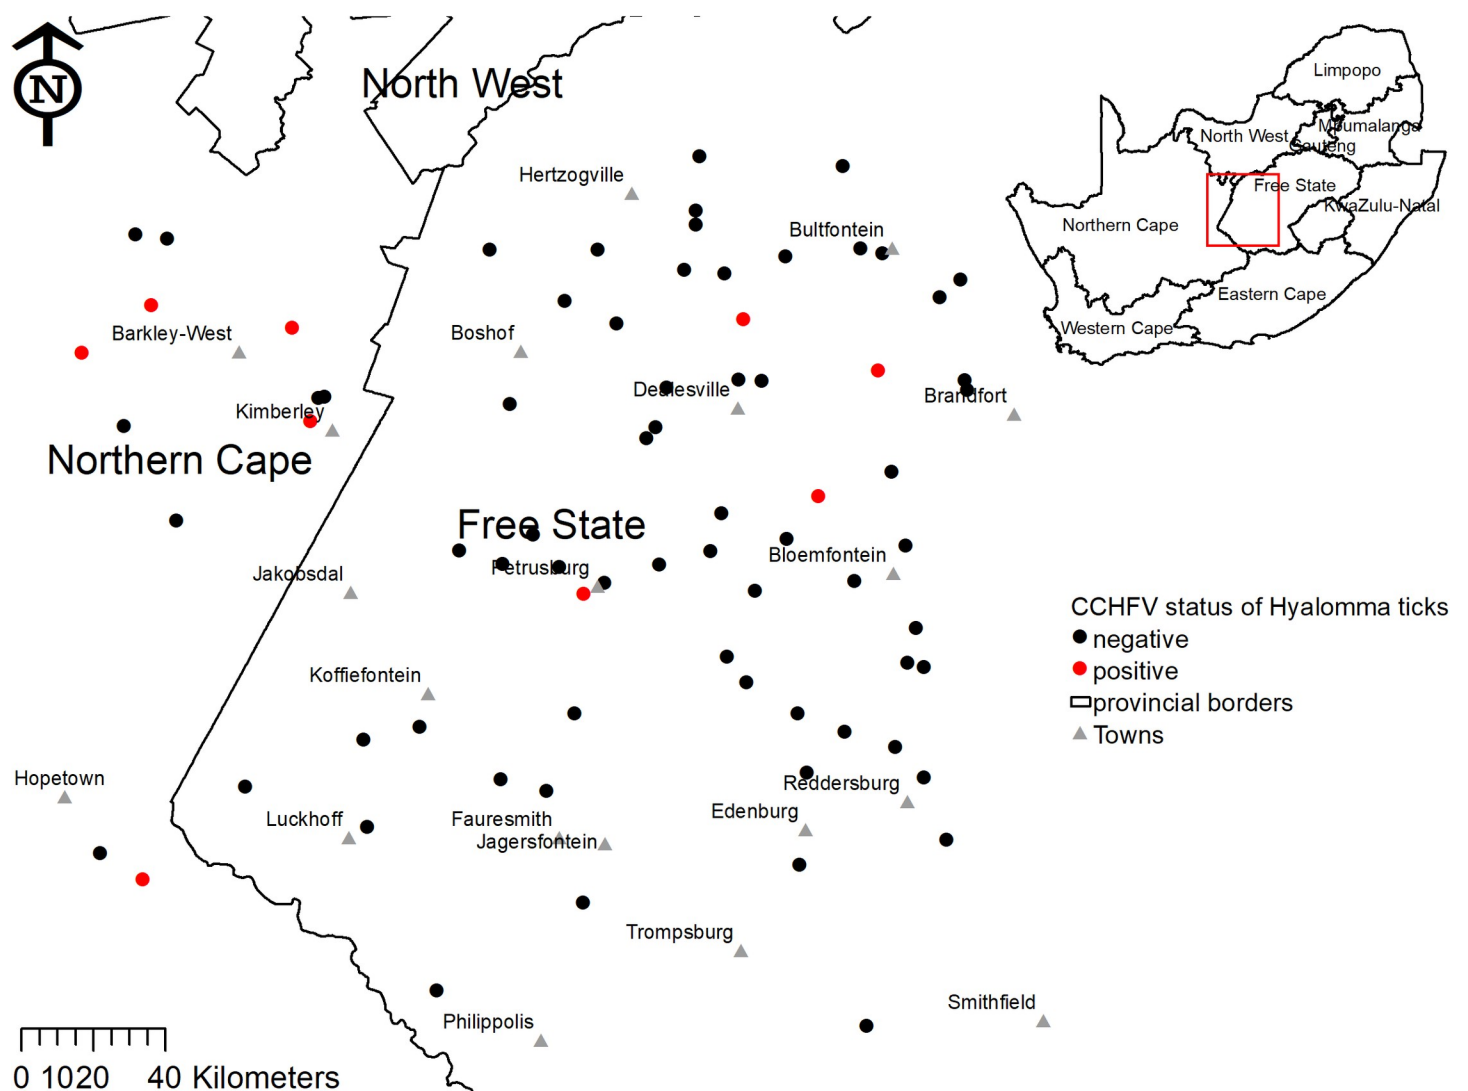 N
North West
Limpopo
Mpumalanga
North West
Gauteng
Hertzogville
Free State
KwaZulu-Natal
Bultfontein
Northern Cape
Eastern Cape
Western Cape
Barkley-West
Boshof
Dealesville
Brandfort
Kimberley
Northern Cape
Free State
Bloemfontein
Petrusburg
Jakobsdal
CCHFV status of Hyalomma ticks
negative
positive
provincial borders
Towns
Koffiefontein
Hopetown
Reddersburg
Edenburg
Luckhoff
Fauresmith
Jagersfontein
Trompsburg
Smithfield
Philippolis
0 1020 40 Kilometers